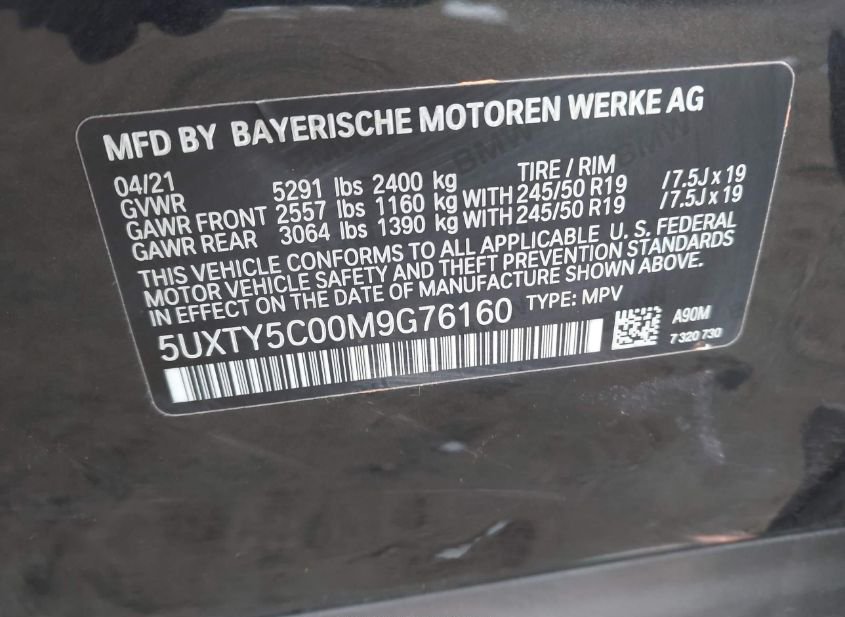 MFD BY BAYERISCHE MOTOREN WERKE AG
04/21 TIRE / RIM
GVWR 5291 lbs 2400 kg
GAWR FRONT 2557 lbs 1160 kg WITH 245/50 R19 /7.5J x 19
GAWR REAR 3064 lbs 1390 kg WITH 245/50 R19 /7.5J x 19
THIS VEHICLE CONFORMS TO ALL APPLICABLE U. S. FEDERAL
MOTOR VEHICLE SAFETY AND THEFT PREVENTION STANDARDS
IN EFFECT ON THE DATE OF MANUFACTURE SHOWN ABOVE.
5UXTY5C00M9G76160 TYPE: MPV
A90M
7 320 730